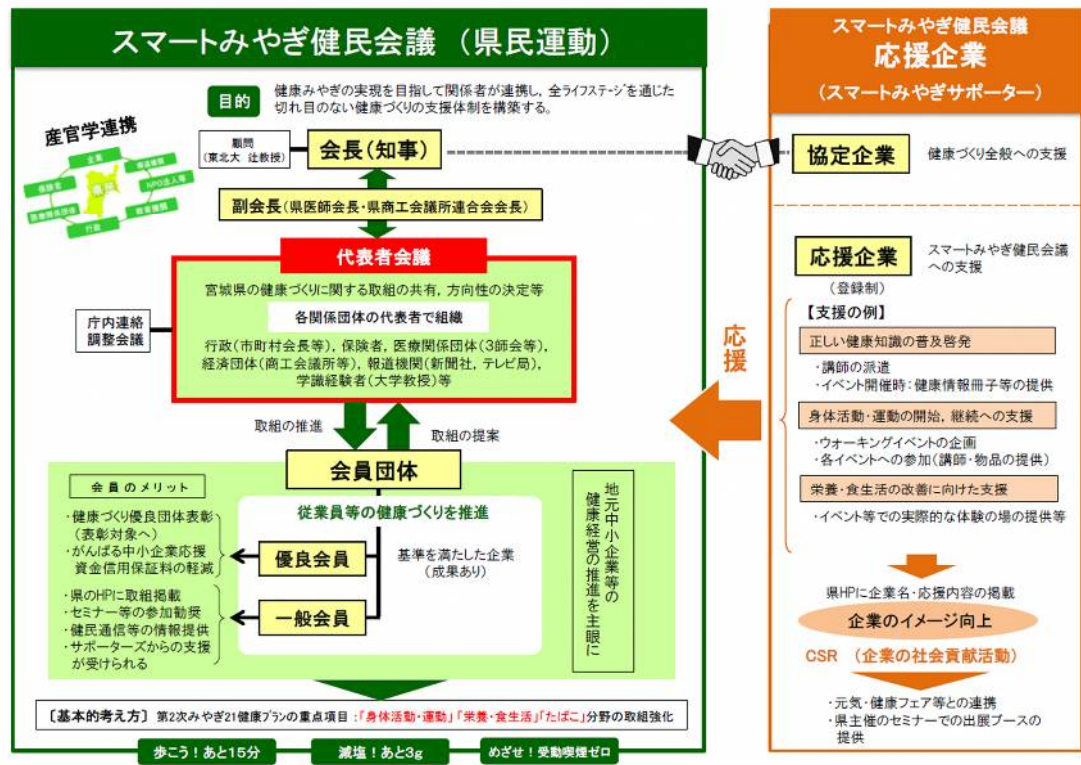 スマートみやぎ健民会議 (県民運動)
目的
健康みやぎの実現を目指して関係者が連携し,全ライフステージを通じた
切れ目のない健康づくりの支援体制を構築する。
産官学連携
企業
報道機関
保険者
県民
NPO法人等
医療関係団体
教育機関
行政
顧問
(東北大 辻教授)
会長(知事)
副会長(県医師会長・県商工会議所連合会会長)
代表者会議
宮城県の健康づくりに関する取組の共有,方向性の決定等
各関係団体の代表者で組織
行政(市町村会長等),保険者,医療関係団体(3師会等),
経済団体(商工会議所等),報道機関(新聞社,テレビ局),
学識経験者(大学教授)等
庁内連絡
調整会議
取組の推進
取組の提案
会員団体
会員のメリット
・健康づくり優良団体表彰
(表彰対象へ)
・がんばる中小企業応援
資金信用保証料の軽減
・県のHPに取組掲載
・セミナー等の参加勧奨
・健民通信等の情報提供
・サポーターズからの支援
が受けられる
従業員等の健康づくりを推進
優良会員
基準を満たした企業
(成果あり)
一般会員
地元中小企業等の
健康経営の推進を主眼に
〔基本的考え方〕 第2次みやぎ21健康プランの重点項目:「身体活動・運動」「栄養・食生活」「たばこ」分野の取組強化
歩こう!あと15分
減塩!あと3g
めざせ!受動喫煙ゼロ
応援
スマートみやぎ健民会議
応援企業
(スマートみやぎサポーター)
協定企業
健康づくり全般への支援
応援企業
(登録制)
スマートみやぎ健民会議
への支援
【支援の例】
正しい健康知識の普及啓発
・講師の派遣
・イベント開催時:健康情報冊子等の提供
身体活動・運動の開始,継続への支援
・ウォーキングイベントの企画
・各イベントへの参加(講師・物品の提供)
栄養・食生活の改善に向けた支援
・イベント等での実際的な体験の場の提供等
県HPに企業名・応援内容の掲載
企業のイメージ向上
CSR (企業の社会貢献活動)
・元気・健康フェア等との連携
・県主催のセミナーでの出展ブースの
提供